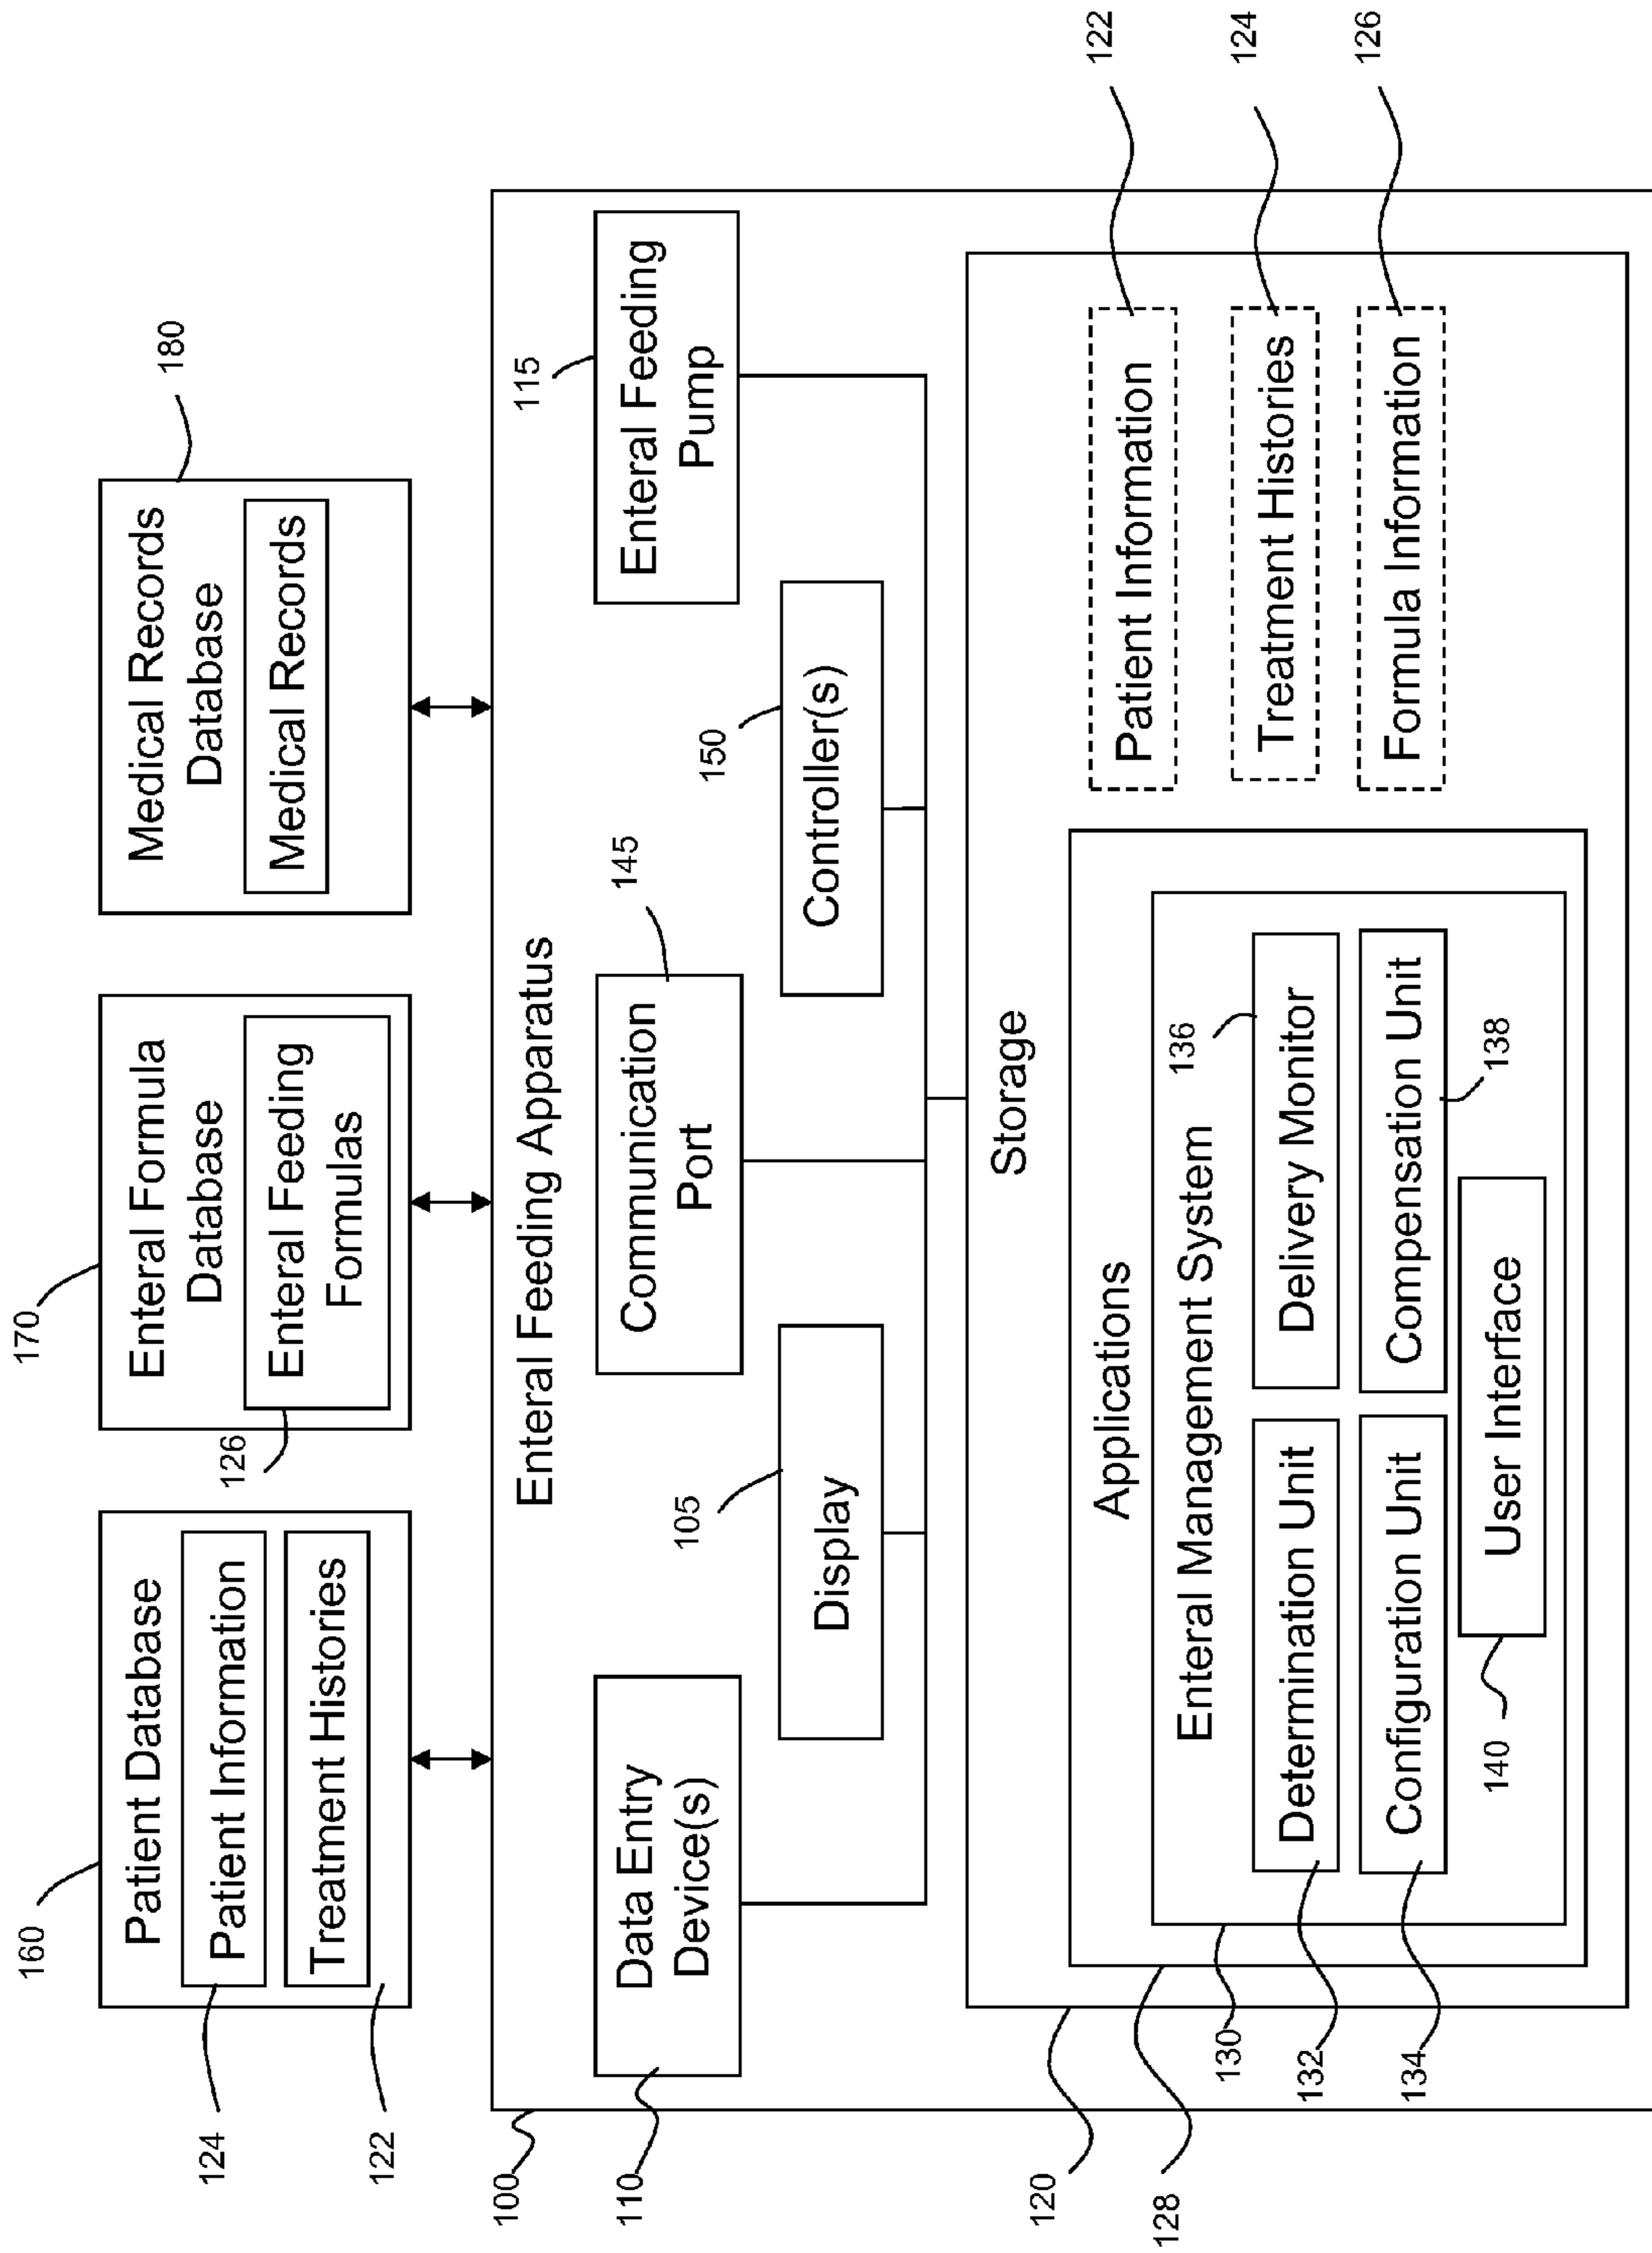 160
Patient Database
Patient Information
Treatment Histories
124
122
170
Enteral Formula
Database
Enteral Feeding
Formulas
126
Medical Records
Database
Medical Records
180
100
Enteral Feeding Apparatus
Data Entry
Device(s)
110
Display
105
Communication
Port
145
Controller(s)
150
Enteral Feeding
Pump
115
Storage
120
Applications
128
Enteral Management System
130
Determination Unit
132
Delivery Monitor
136
Configuration Unit
134
Compensation Unit
138
User Interface
140
Patient Information
122
Treatment Histories
124
Formula Information
126